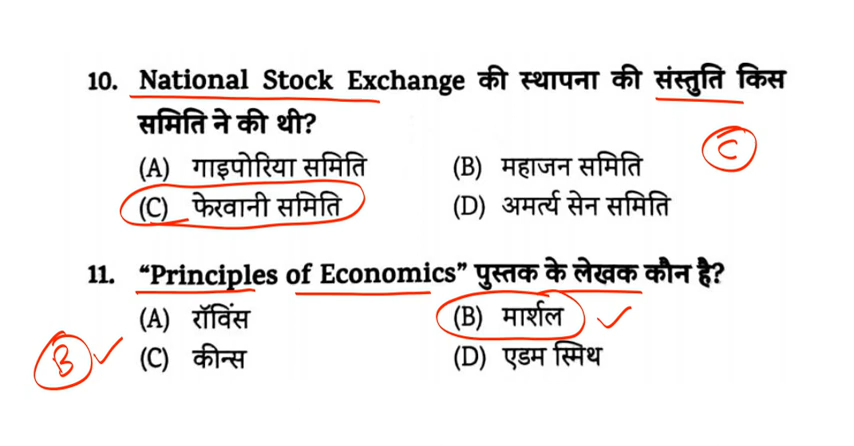 10. National Stock Exchange की स्थापना की संस्तुति किस
समिति ने की थी?
(A) गाइपोरिया समिति (B) महाजन समिति
C
(C) फेरवानी समिति (D) अमर्त्य सेन समिति
11. “Principles of Economics” पुस्तक के लेखक कौन है?
(A) रॉविंस (B) मार्शल
B (C) कीन्स (D) एडम स्मिथ